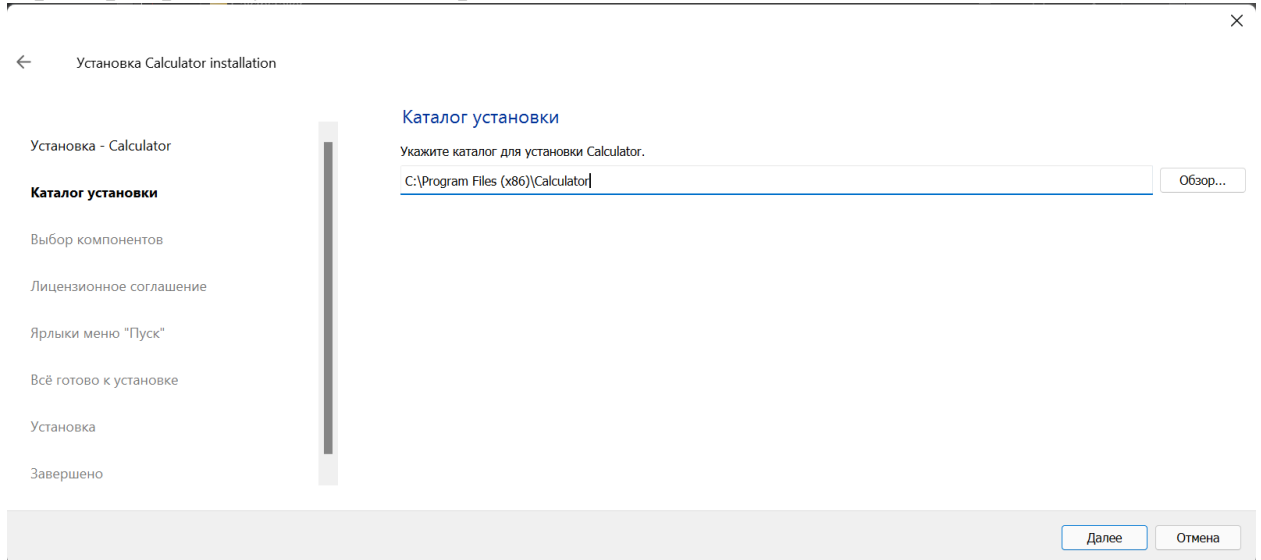 Установка Calculator installation
Установка - Calculator
Каталог установки
Выбор компонентов
Лицензионное соглашение
Ярлыки меню "Пуск"
Всё готово к установке
Установка
Завершено
Каталог установки
Укажите каталог для установки Calculator.
C:\Program Files (x86)\Calculator
Обзор...
Далее
Отмена